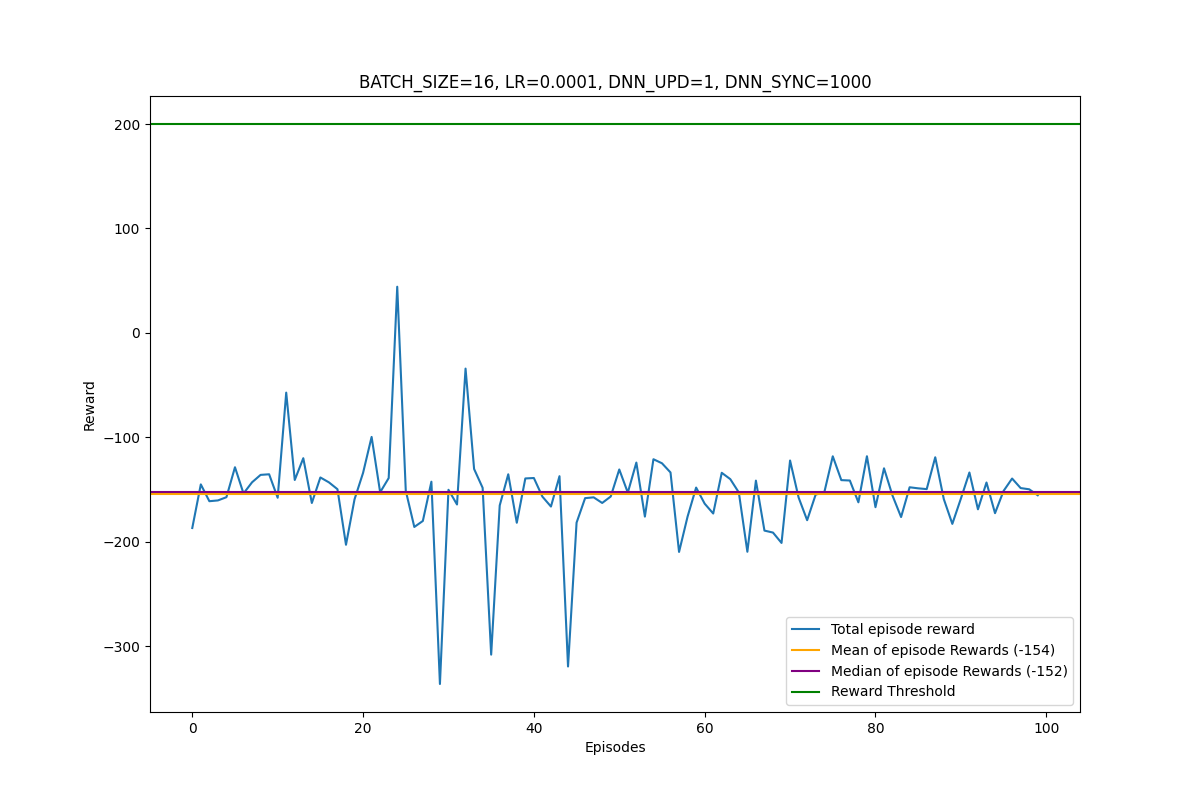 BATCH_SIZE=16, LR=0.0001, DNN_UPD=1, DNN_SYNC=1000
200
100
0
−100
−200
−300
Reward
Total episode reward
Mean of episode Rewards (-154)
Median of episode Rewards (-152)
Reward Threshold
0 20 40 60 80 100
Episodes